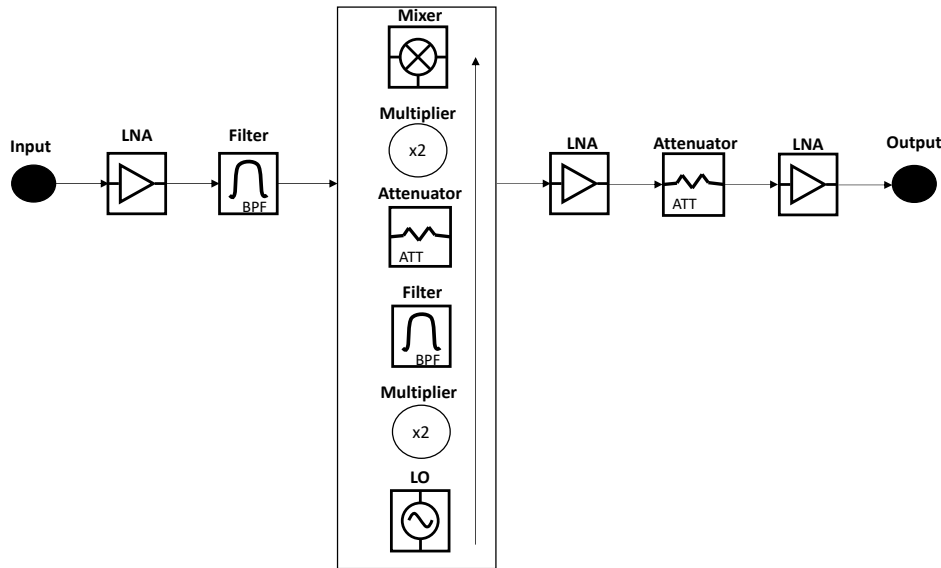 Mixer
Multiplier
x2
Attenuator
ATT
Filter
BPF
Multiplier
x2
LO
Input
LNA
Filter
BPF
LNA
Attenuator
ATT
LNA
Output